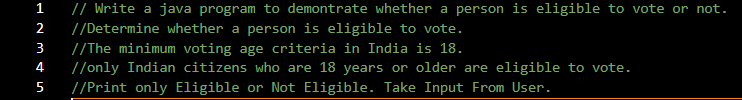 1 // Write a java program to demontrate whether a person is eligible to vote or not.
2 //Determine whether a person is eligible to vote.
3 //The minimum voting age criteria in India is 18.
4 //only Indian citizens who are 18 years or older are eligible to vote.
5 //Print only Eligible or Not Eligible. Take Input From User.